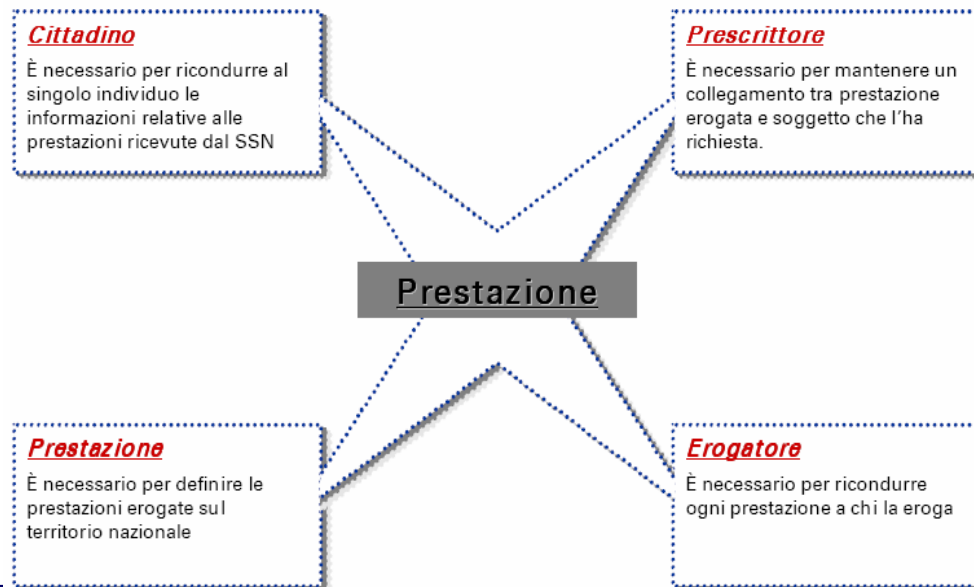 Cittadino
È necessario per ricondurre al
singolo individuo le
informazioni relative alle
prestazioni ricevute dal SSN
Prescrittore
È necessario per mantenere un
collegamento tra prestazione
erogata e soggetto che l'ha
richiesta.
Prestazione
Prestazione
È necessario per definire le
prestazioni erogate sul
territorio nazionale
Erogatore
È necessario per ricondurre
ogni prestazione a chi la eroga